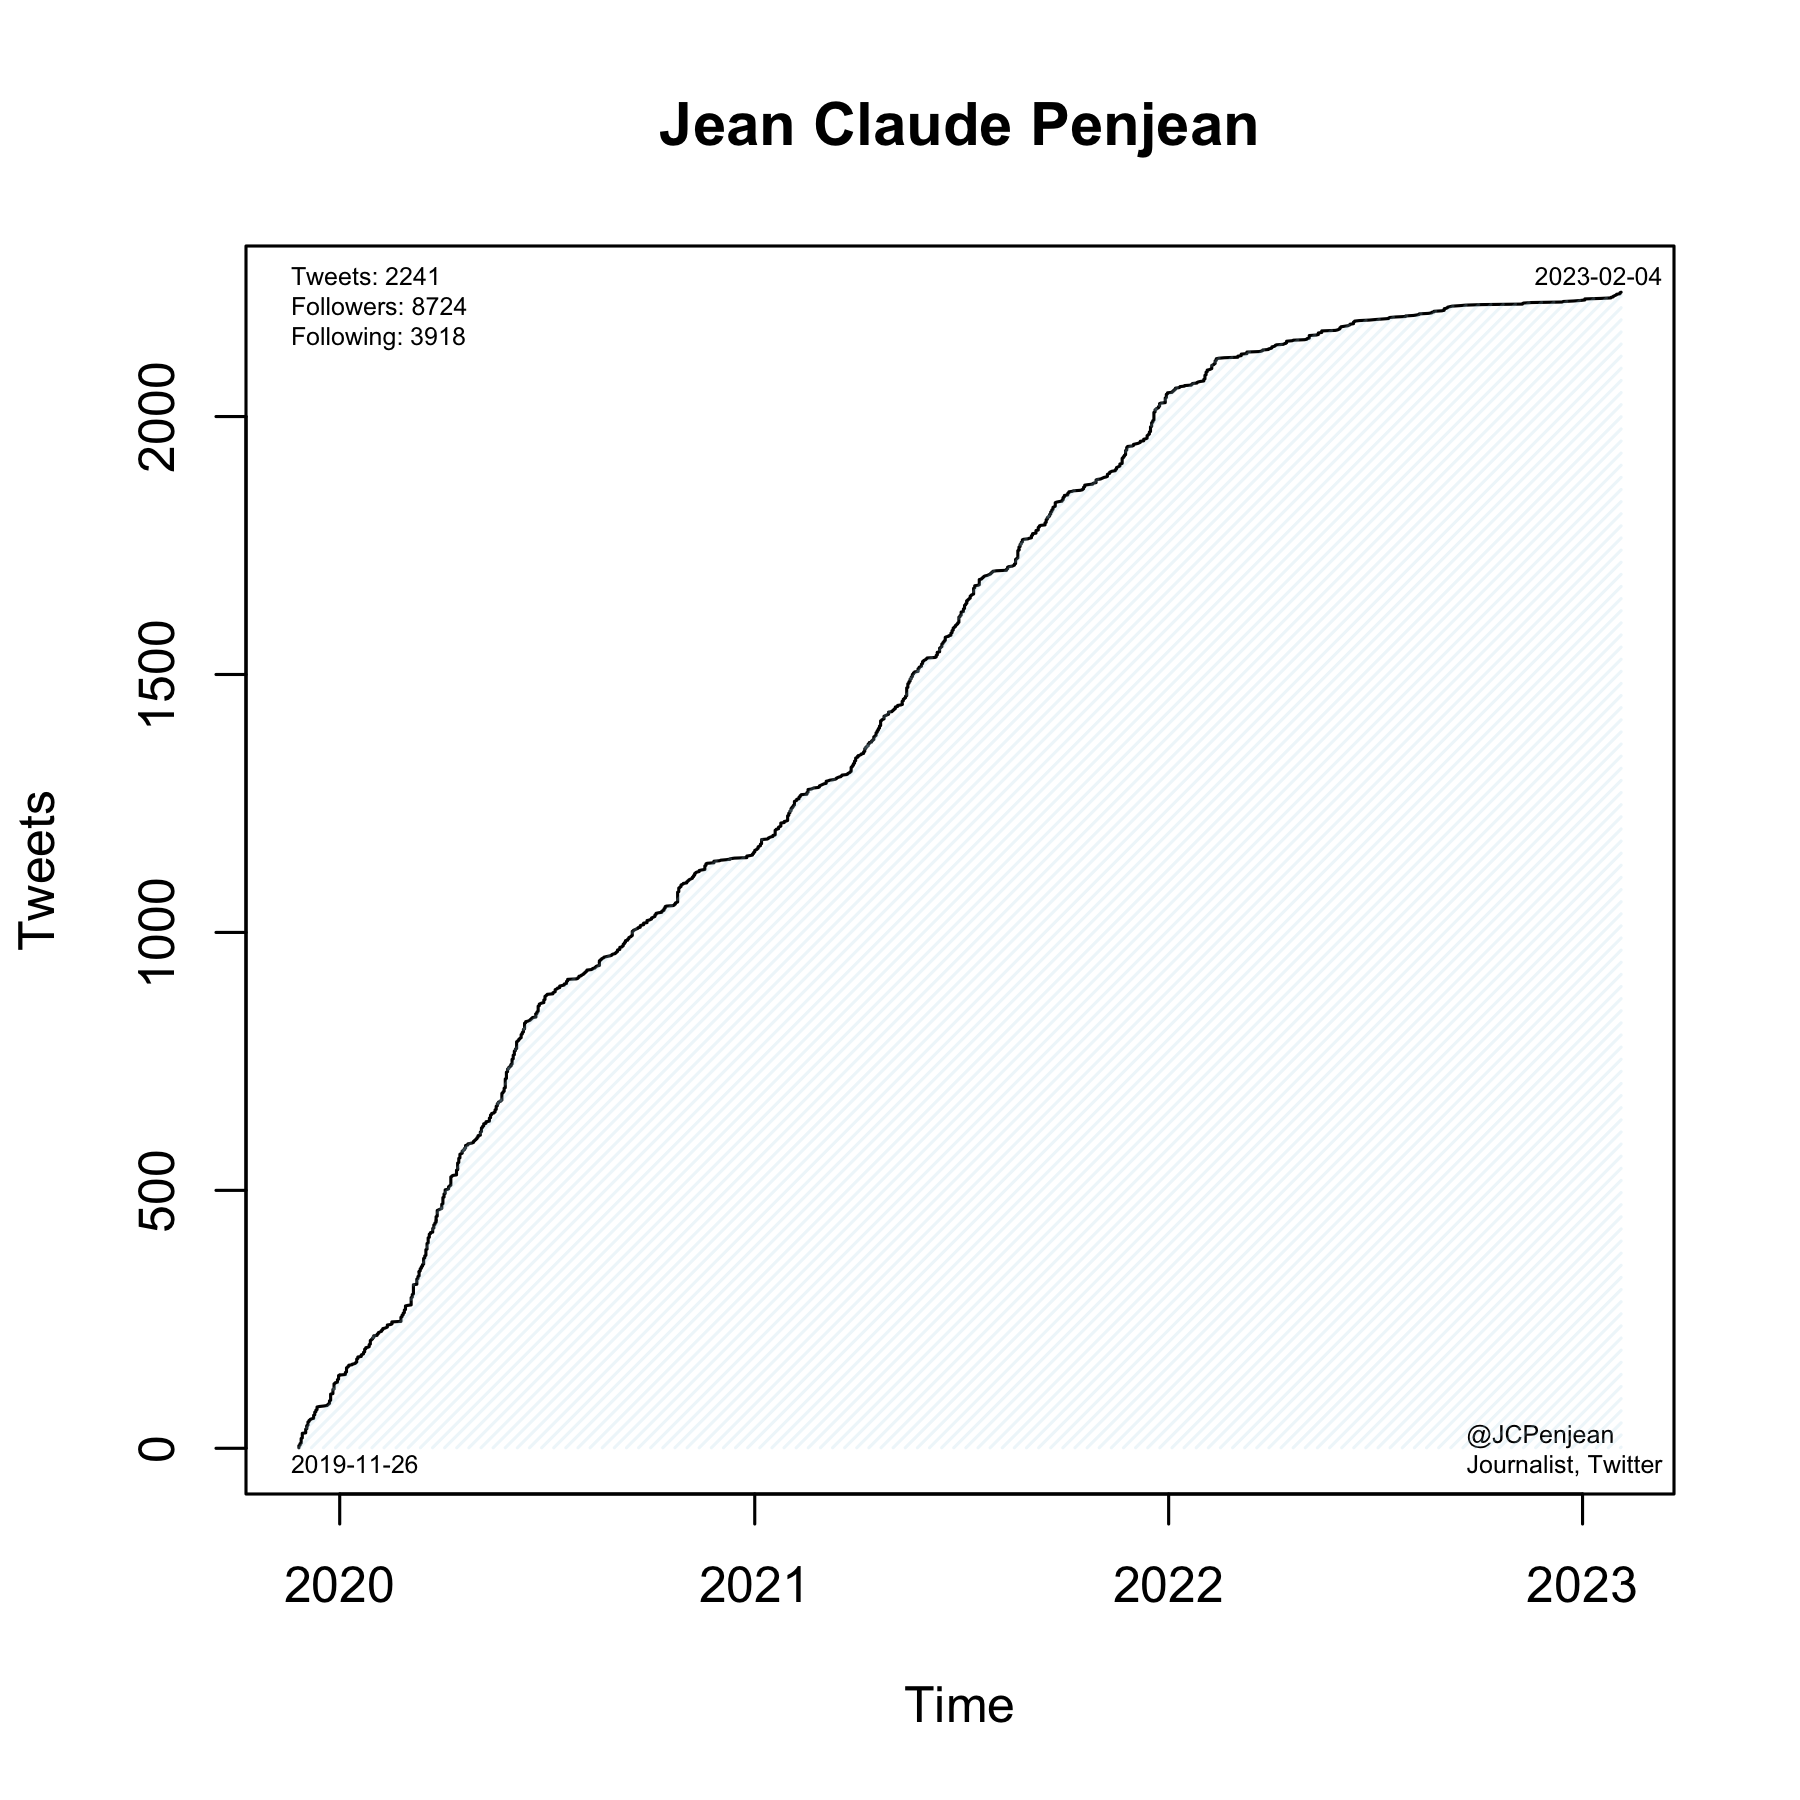 Jean Claude Penjean
Tweets: 2241
Followers: 8724
Following: 3918
2023-02-04
2000
1500
1000
500
0
Tweets
@JCPenjean
Journalist, Twitter
2019-11-26
2020
2021
2022
2023
Time